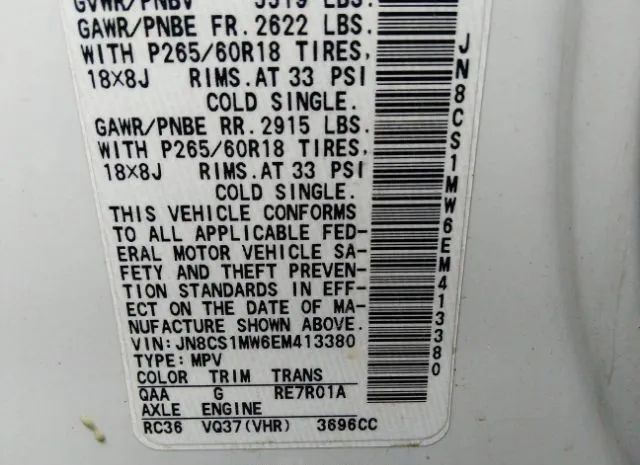 GVWR/PNBV 5519 LBS.
GAWR/PNBE FR. 2622 LBS.
WITH P265/60R18 TIRES,
18X8J RIMS. AT 33 PSI
COLD SINGLE.
GAWR/PNBE RR. 2915 LBS.
WITH P265/60R18 TIRES,
18X8J RIMS. AT 33 PSI
COLD SINGLE.
THIS VEHICLE CONFORMS
TO ALL APPLICABLE FED-
ERAL MOTOR VEHICLE SA-
FETY AND THEFT PREVEN-
TION STANDARDS IN EFF-
ECT ON THE DATE OF MA-
NUFACTURE SHOWN ABOVE.
VIN: JN8CS1MW6EM413380
TYPE: MPV
COLOR TRIM TRANS
QAA G RE7R01A
AXLE ENGINE
RC36 VQ37(VHR) 3696CC
JN8CS1MW6EM413380